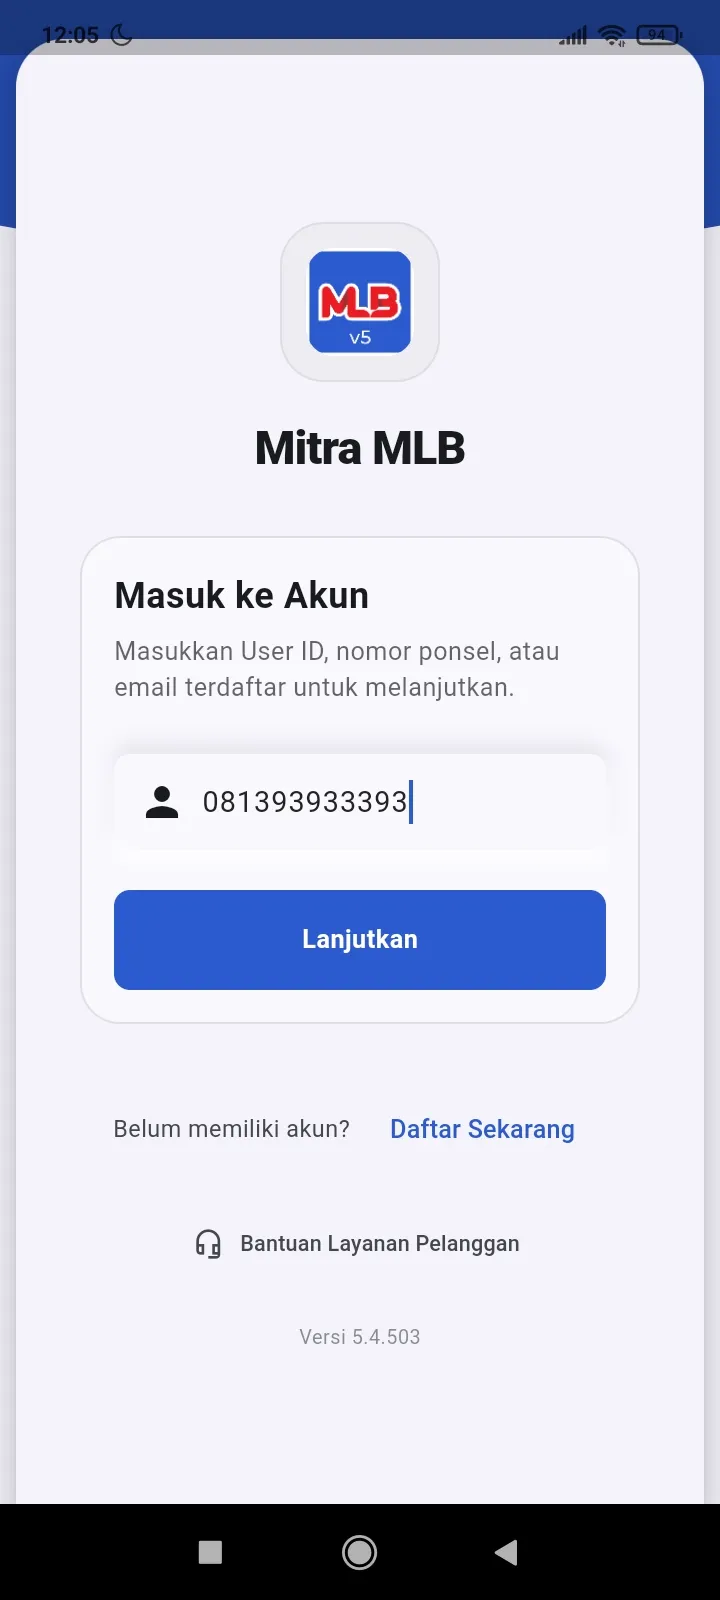 12:05
94
MLB
v5
Mitra MLB
Masuk ke Akun
Masukkan User ID, nomor ponsel, atau
email terdaftar untuk melanjutkan.
081393933393
Lanjutkan
Belum memiliki akun? Daftar Sekarang
Bantuan Layanan Pelanggan
Versi 5.4.503